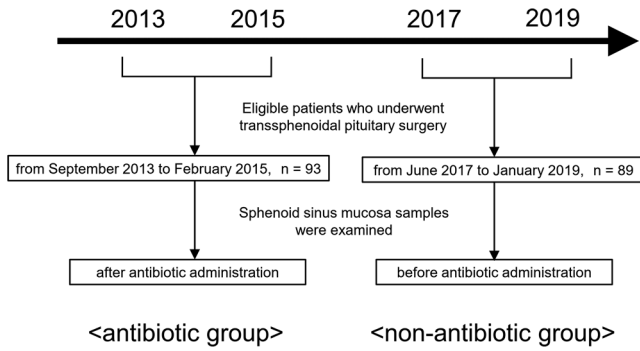 2013 2015 2017 2019
Eligible patients who underwent
transsphenoidal pituitary surgery
from September 2013 to February 2015, n = 93
from June 2017 to January 2019, n = 89
Sphenoid sinus mucosa samples
were examined
after antibiotic administration
before antibiotic administration
<antibiotic group>
<non-antibiotic group>